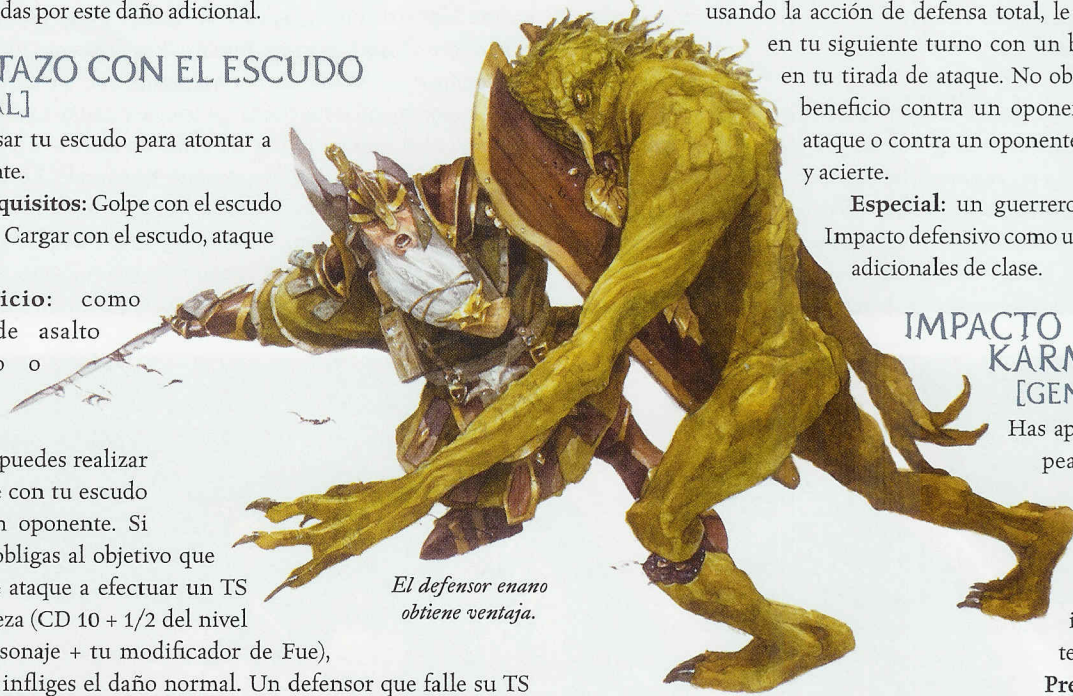 das por este daño adicional.
TAZO CON EL ESCUDO
AL]
sar tu escudo para atontar a
nte.
quisitos: Golpe con el escudo
Cargar con el escudo, ataque
icio: como
de asalto
o o
puedes realizar
e con tu escudo
n oponente. Si
obligas al objetivo que
e ataque a efectuar un TS
eza (CD 10 + 1/2 del nivel
sonaje + tu modificador de Fue),
infliges el daño normal. Un defensor que falle su TS
El defensor enano
obtiene ventaja.
usando la acción de defensa total, le
en tu siguiente turno con un b
en tu tirada de ataque. No ob
beneficio contra un oponen
ataque o contra un oponente
y acierte.
Especial: un guerrero
Impacto defensivo como u
adicionales de clase.
IMPACTO
KARM
[GEN
Has ap
pea
i
te
Pre